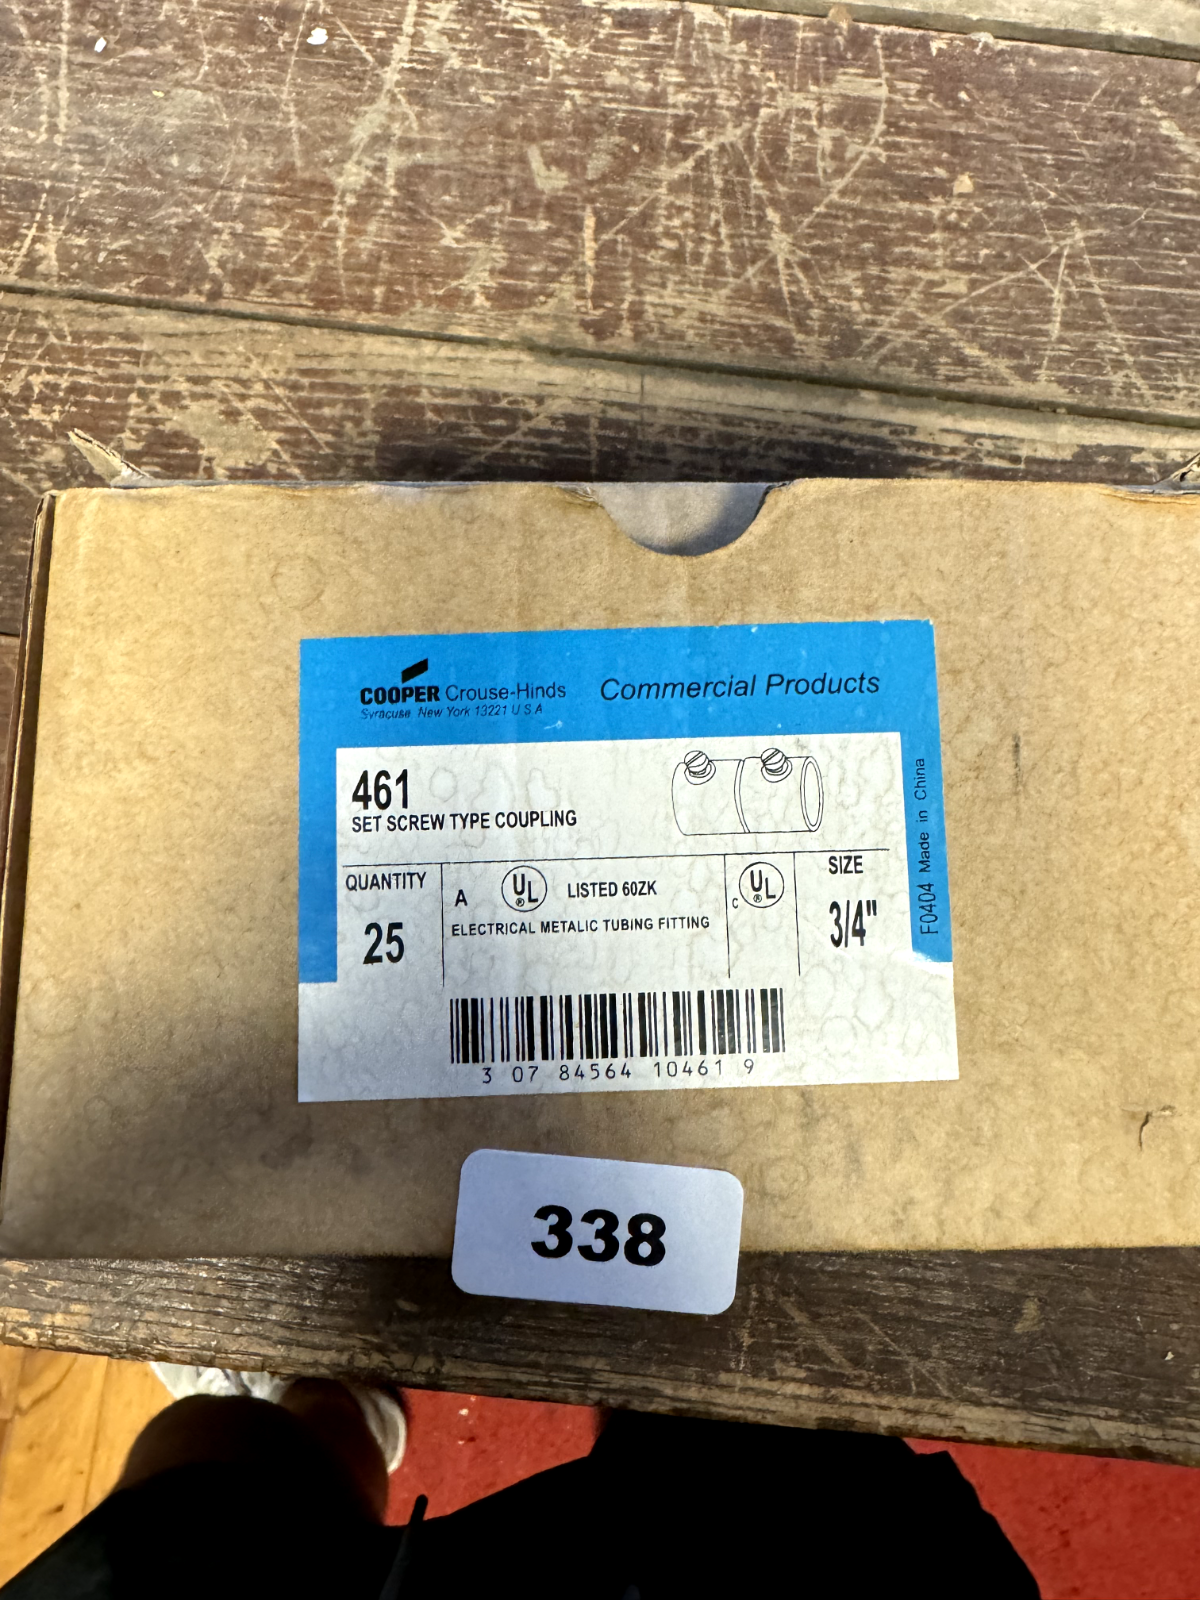 COOPER Crouse-Hinds
Syracuse, New York 13221 U S A
Commercial Products
461
SET SCREW TYPE COUPLING
QUANTITY
25
A UL ® LISTED 60ZK
ELECTRICAL METALIC TUBING FITTING
C UL ®
SIZE
3/4"
F0404 Made in China
3 07 84564 10461 9
338